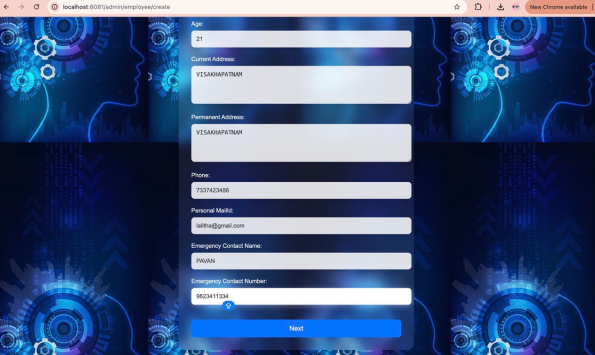 localhost:8081/admin/employee/create
New Chrome available
Age:
21
Current Address:
VISAKHAPATNAM
Permanent Address:
VISAKHAPATNAM
Phone:
7337423486
Personal MailId:
lalitha@gmail.com
Emergency Contact Name:
PAVAN
Emergency Contact Number:
9823411334
Next